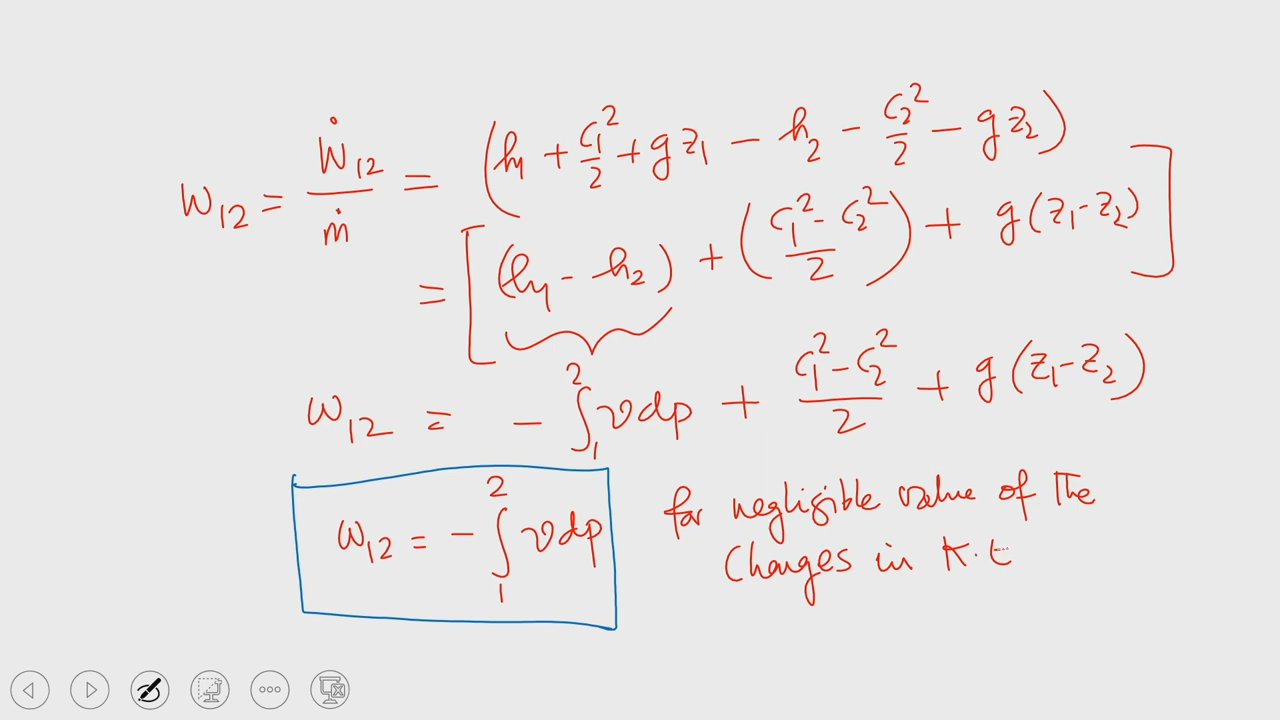 w₁₂ = Ẇ₁₂/ṁ = (h₁ + C₁²/2 + gz₁ − h₂ − C₂²/2 − gz₂)
= [(h₁ − h₂) + (C₁² − C₂²/2) + g(z₁−z₂)]
w₁₂ = − ∫₁² vdp + C₁²−C₂²/2 + g(z₁−z₂)
w₁₂ = − ∫₁² vdp for negligible value of the
Changes in K.E